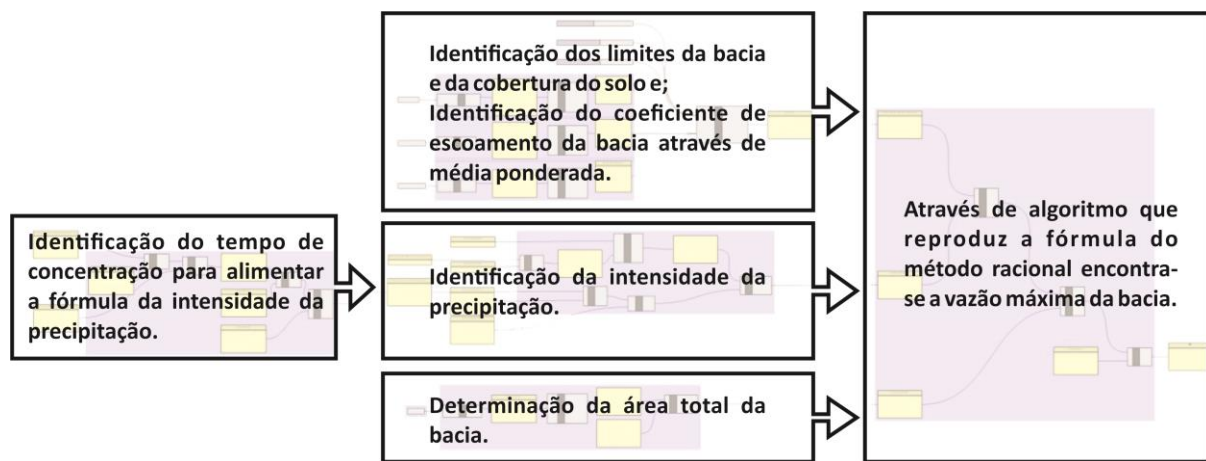 Identificação dos limites da bacia
e da cobertura do solo e;
Identificação do coeficiente de
escoamento da bacia através de
média ponderada.
Identificação do tempo de
concentração para alimentar
a fórmula da intensidade da
precipitação.
Identificação da intensidade da
precipitação.
Determinação da área total da
bacia.
Através de algoritmo que
reproduz a fórmula do
método racional encontra-
se a vazão máxima da bacia.